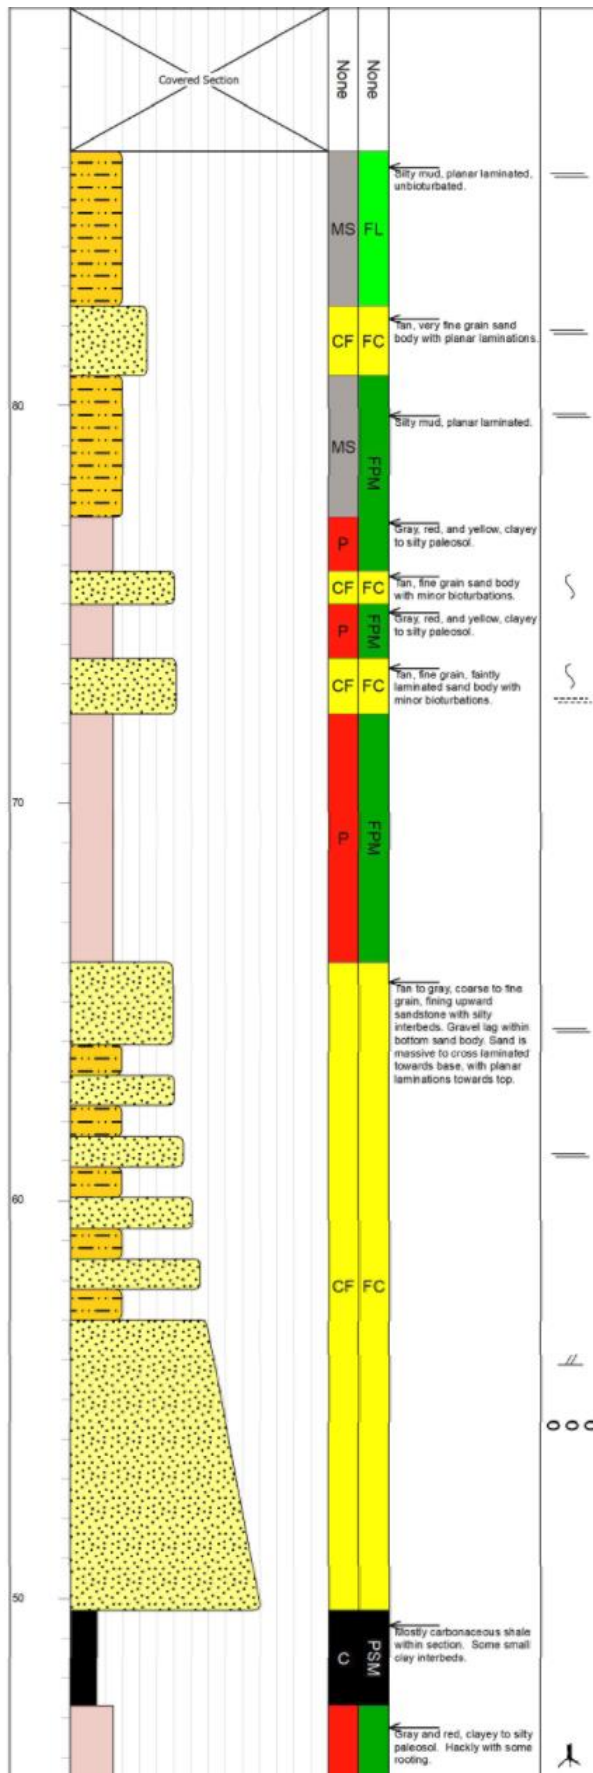 Covered Section
None
None
MS
FL
Silty mud, planar laminated,
unbioturbated.
CF
FC
Tan, very fine grain sand
body with planar laminations.
80
MS
FPM
Silty mud, planar laminated.
P
Gray, red, and yellow, clayey
to silty paleosol.
CF
FC
Tan, fine grain sand body
with minor bioturbations.
P
FPM
Gray, red, and yellow, clayey
to silty paleosol.
CF
FC
Tan, fine grain, faintly
laminated sand body with
minor bioturbations.
70
P
FPM
Tan to gray, coarse to fine
grain, fining upward
sandstone with silty
interbeds. Gravel lag within
bottom sand body. Sand is
massive to cross laminated
towards base, with planar
laminations towards top.
60
CF
FC
50
C
PSM
Mostly carbonaceous shale
within section. Some small
clay interbeds.
Gray and red, clayey to silty
paleosol. Hackly with some
rooting.